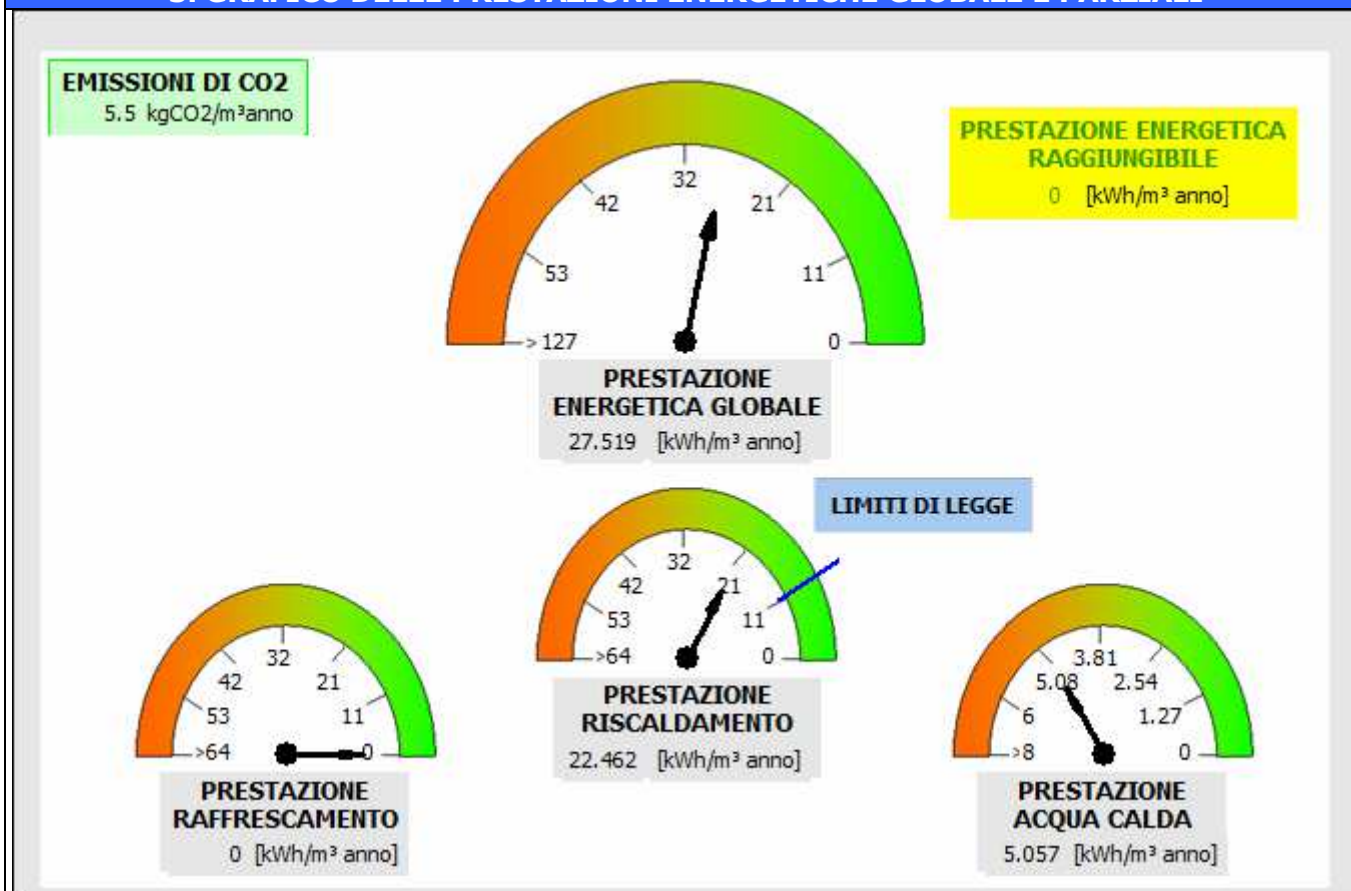 EMISSIONI DI CO2
5.5 kgCO2/m³anno
PRESTAZIONE ENERGETICA
RAGGIUNGIBILE
0 [kWh/m³ anno]
32
42
21
53
11
> 127
0
PRESTAZIONE
ENERGETICA GLOBALE
27.519 [kWh/m³ anno]
LIMITI DI LEGGE
32
42
21
53
11
>64
0
PRESTAZIONE
RISCALDAMENTO
22.462 [kWh/m³ anno]
32
42
21
53
11
>64
0
PRESTAZIONE
RAFFRESCAMENTO
0 [kWh/m³ anno]
3.81
5.08
2.54
6
1.27
>8
0
PRESTAZIONE
ACQUA CALDA
5.057 [kWh/m³ anno]